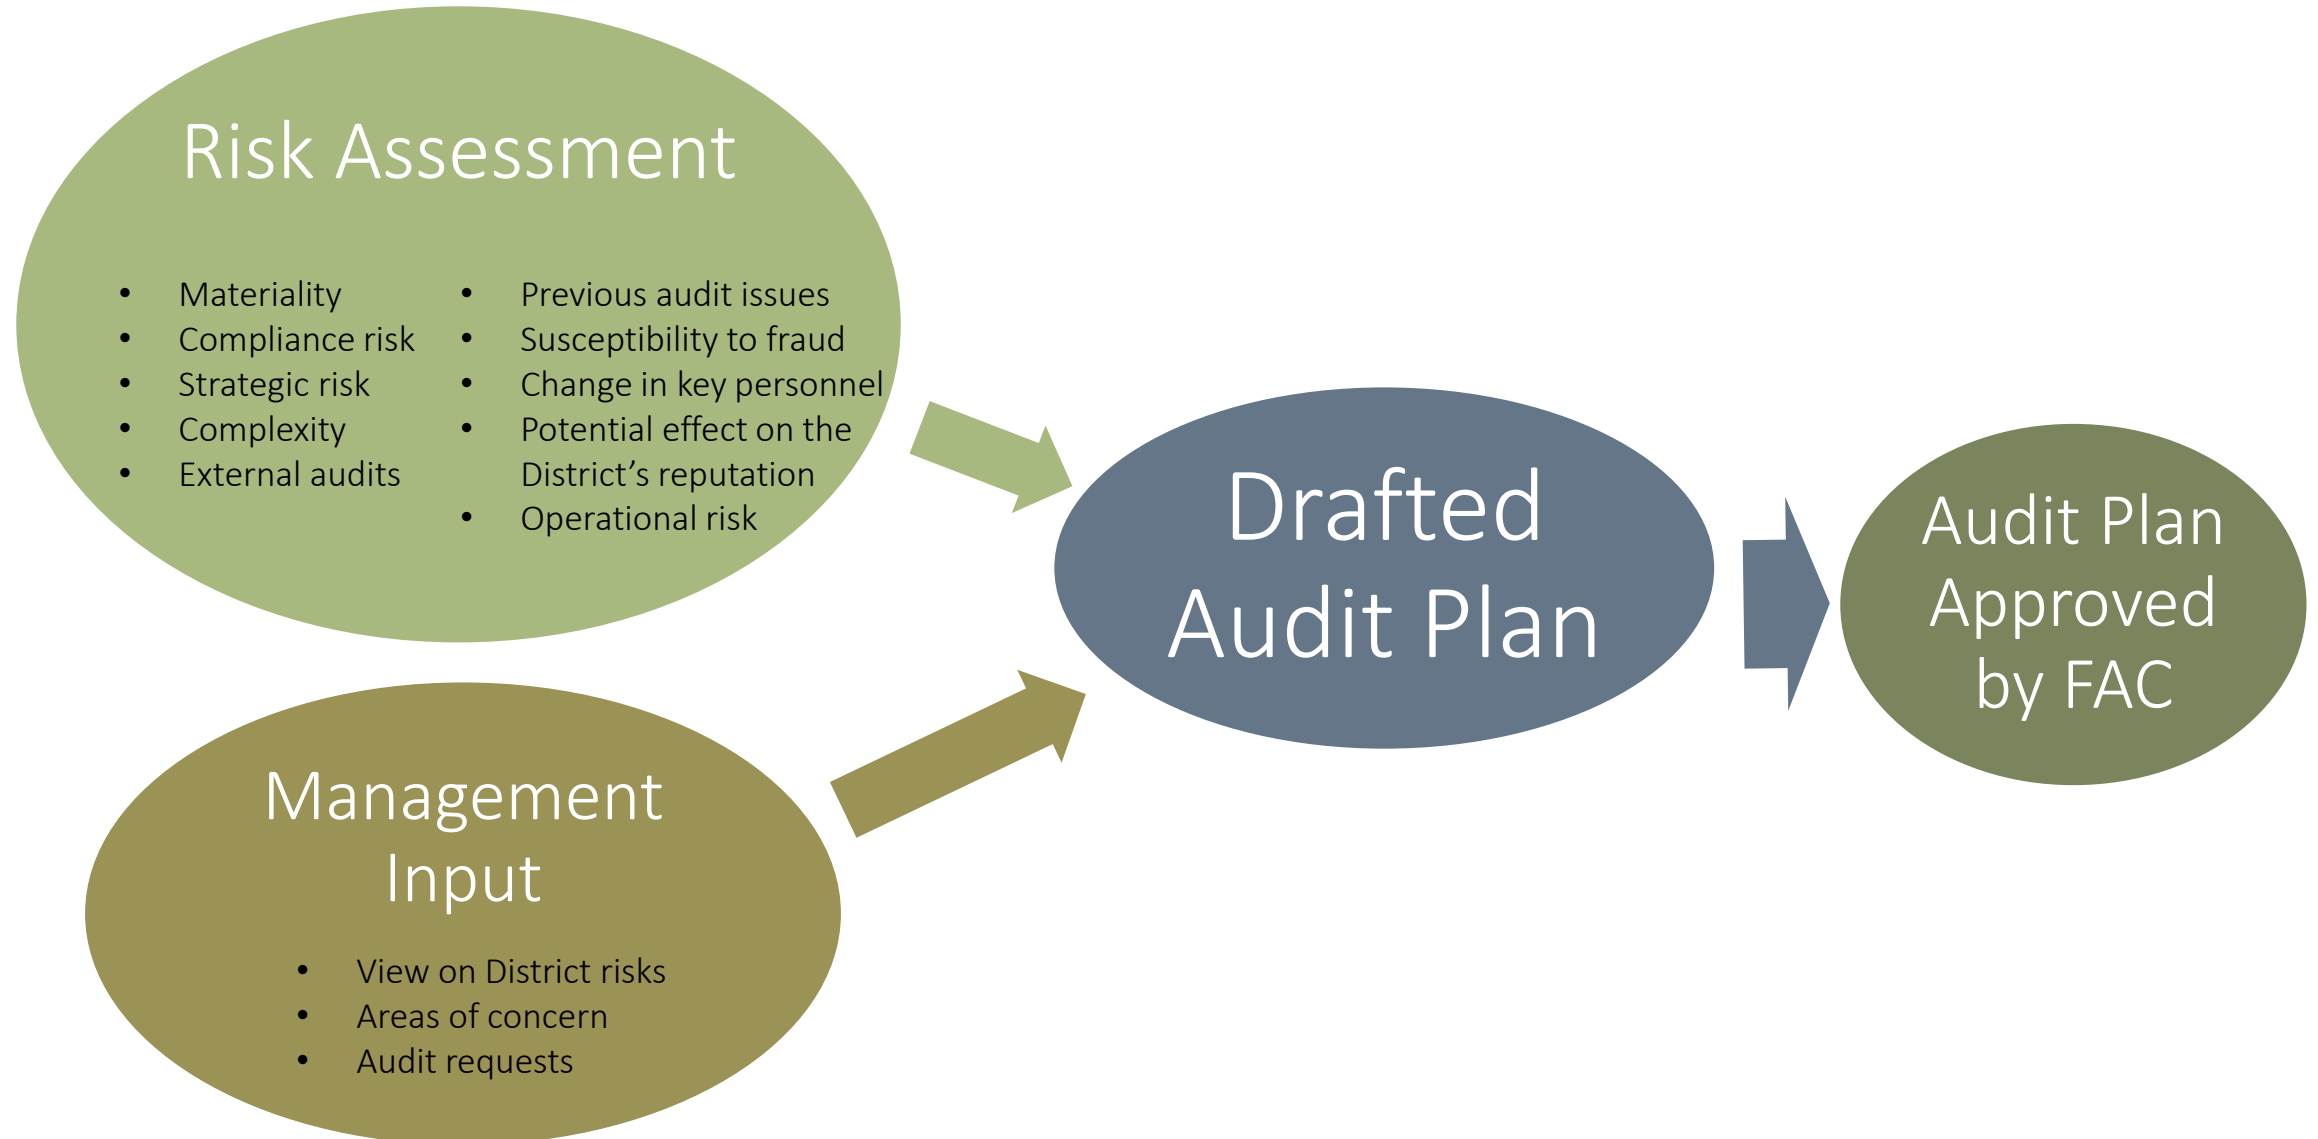 Risk Assessment
• Materiality
• Compliance risk
• Strategic risk
• Complexity
• External audits
• Previous audit issues
• Susceptibility to fraud
• Change in key personnel
• Potential effect on the
District’s reputation
• Operational risk
Management
Input
• View on District risks
• Areas of concern
• Audit requests
Drafted
Audit Plan
Audit Plan
Approved
by FAC